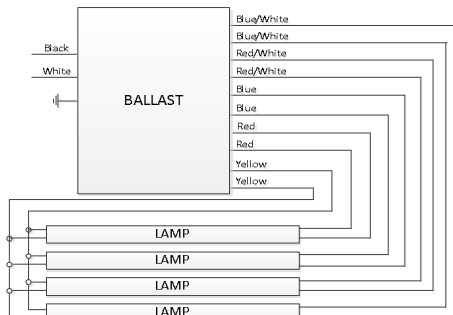 Blue/White
Blue/White
Black
Red/White
White
Red/White
Blue
BALLAST
Blue
Red
Red
Yellow
Yellow
LAMP
LAMP
LAMP
LAMP